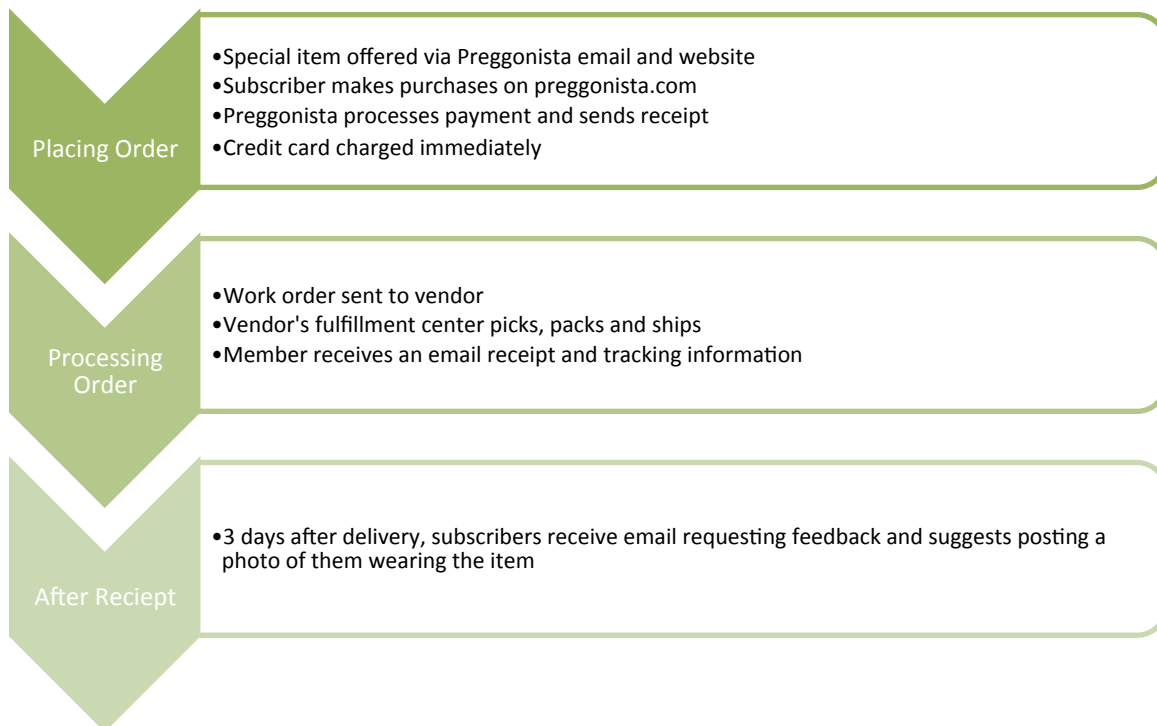 Placing Order
•Special item offered via Preggonista email and website
•Subscriber makes purchases on preggonista.com
•Preggonista processes payment and sends receipt
•Credit card charged immediately
Processing
Order
•Work order sent to vendor
•Vendor's fulfillment center picks, packs and ships
•Member receives an email receipt and tracking information
After Reciept
•3 days after delivery, subscribers receive email requesting feedback and suggests posting a
photo of them wearing the item